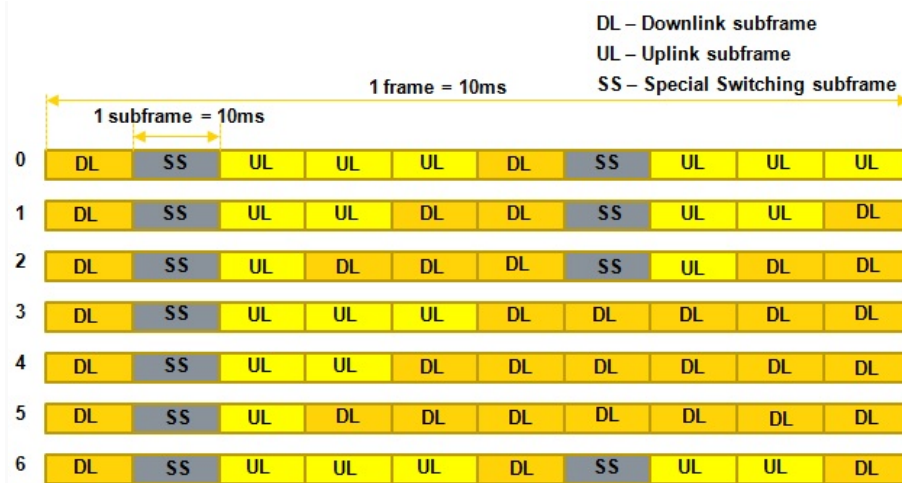 DL – Downlink subframe
UL – Uplink subframe
SS – Special Switching subframe
1 frame = 10ms
1 subframe = 10ms
0 DL SS UL UL UL DL SS UL UL UL
1 DL SS UL UL DL DL SS UL UL DL
2 DL SS UL DL DL DL SS UL DL DL
3 DL SS UL UL UL DL DL DL DL DL
4 DL SS UL UL DL DL DL DL DL DL
5 DL SS UL DL DL DL DL DL DL DL
6 DL SS UL UL UL DL SS UL UL DL